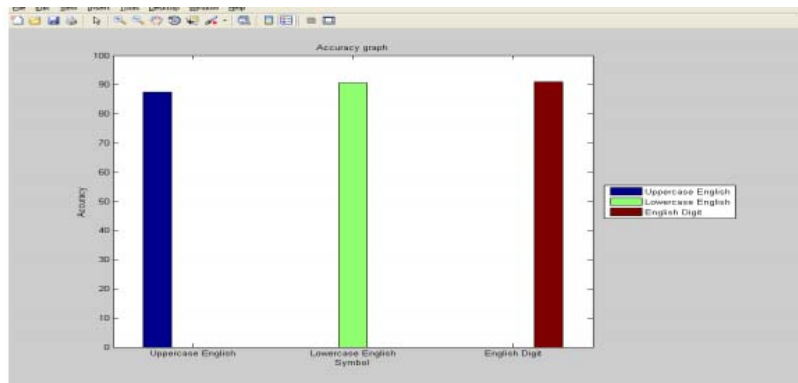 Accuracy graph
100
90
80
70
60
50
40
30
20
10
0
Accuracy
Uppercase English
Lowercase English
English Digit
Symbol
Uppercase English
Lowercase English
English Digit